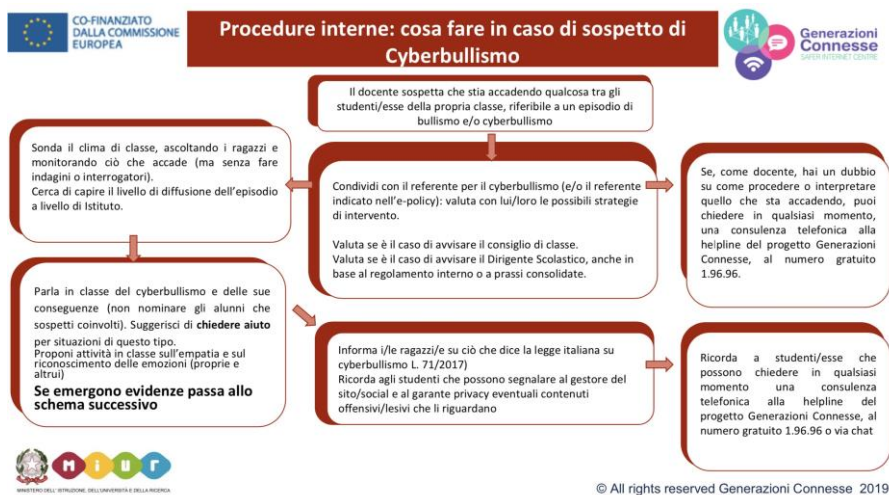 CO-FINANZIATO
DALLA COMMISSIONE
EUROPEA
Procedure interne: cosa fare in caso di sospetto di
Cyberbullismo
Generazioni
Connesse
SAFER INTERNET CENTRE
Il docente sospetta che stia accadendo qualcosa tra gli
studenti/esse della propria classe, riferibile a un episodio di
bullismo e/o cyberbullismo
Sonda il clima di classe, ascoltando i ragazzi e
monitorando ciò che accade (ma senza fare
indagini o interrogatori).
Cerca di capire il livello di diffusione dell'episodio
a livello di Istituto.
Condividi con il referente per il cyberbullismo (e/o il referente
indicato nell'e-policy): valuta con lui/loro le possibili strategie
di intervento.
Valuta se è il caso di avvisare il consiglio di classe.
Valuta se è il caso di avvisare il Dirigente Scolastico, anche in
base al regolamento interno o a prassi consolidate.
Se, come docente, hai un dubbio
su come procedere o interpretare
quello che sta accadendo, puoi
chiedere in qualsiasi momento,
una consulenza telefonica alla
helpline del progetto Generazioni
Connesse, al numero gratuito
1.96.96.
Parla in classe del cyberbullismo e delle sue
conseguenze (non nominare gli alunni che
sospetti coinvolti). Suggerisci di chiedere aiuto
per situazioni di questo tipo.
Proponi attività in classe sull'empatia e sul
riconoscimento delle emozioni (proprie e
altrui)
Se emergono evidenze passa allo
schema successivo
Informa i/le ragazzi/e su ciò che dice la legge italiana su
cyberbullismo L. 71/2017)
Ricorda agli studenti che possono segnalare al gestore del
sito/social e al garante privacy eventuali contenuti
offensivi/lesivi che li riguardano
Ricorda a studenti/esse che
possono chiedere in qualsiasi
momento una consulenza
telefonica alla helpline del
progetto Generazioni Connesse, al
numero gratuito 1.96.96 o via chat
M i u r
MINISTERO DELL'ISTRUZIONE, DELL'UNIVERSITÀ E DELLA RICERCA
© All rights reserved Generazioni Connesse 2019